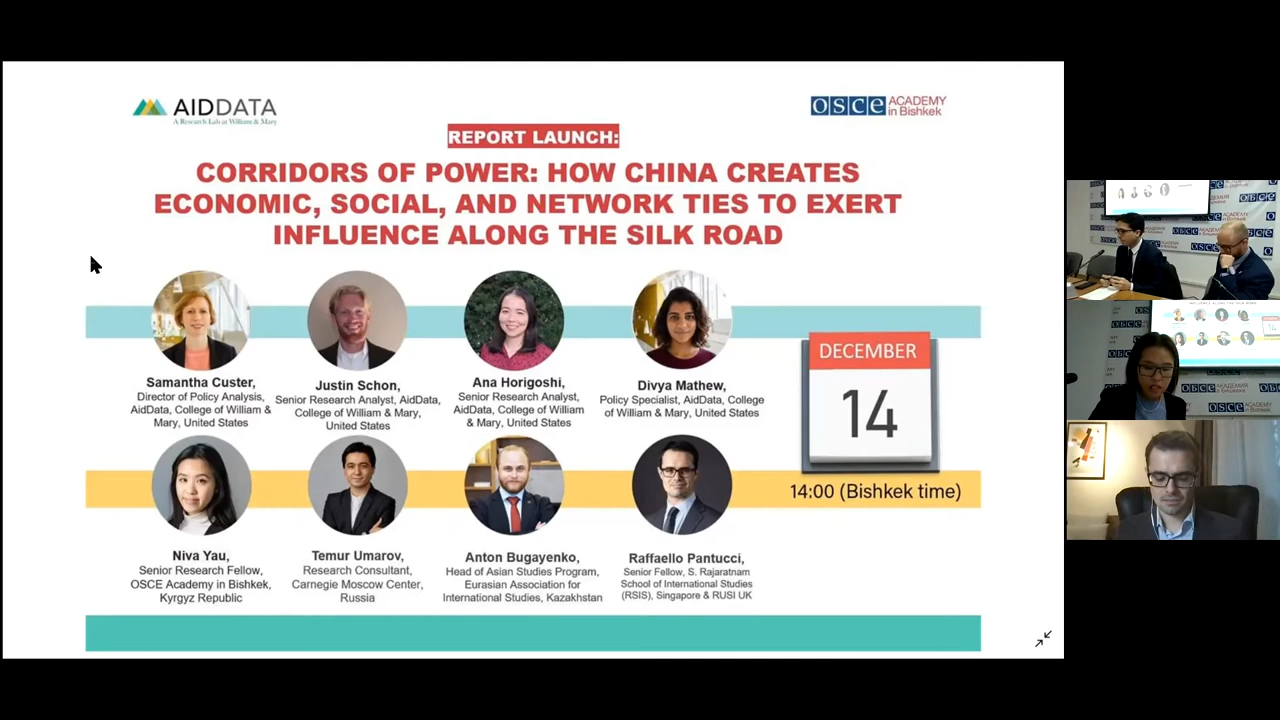 AIDDATA
A Research Lab at William & Mary
OSCE ACADEMY
in Bishkek
REPORT LAUNCH:
CORRIDORS OF POWER: HOW CHINA CREATES
ECONOMIC, SOCIAL, AND NETWORK TIES TO EXERT
INFLUENCE ALONG THE SILK ROAD
Samantha Custer,
Director of Policy Analysis,
AidData, College of William &
Mary, United States
Justin Schon,
Senior Research Analyst, AidData,
College of William & Mary,
United States
Ana Horigoshi,
Senior Research Analyst,
AidData, College of William
& Mary, United States
Divya Mathew,
Policy Specialist, AidData, College
of William & Mary, United States
DECEMBER
14
14:00 (Bishkek time)
Niva Yau,
Senior Research Fellow,
OSCE Academy in Bishkek,
Kyrgyz Republic
Temur Umarov,
Research Consultant,
Carnegie Moscow Center,
Russia
Anton Bugayenko,
Head of Asian Studies Program,
Eurasian Association for
International Studies, Kazakhstan
Raffaello Pantucci,
Senior Fellow, S. Rajaratnam
School of International Studies
(RSIS), Singapore & RUSI UK